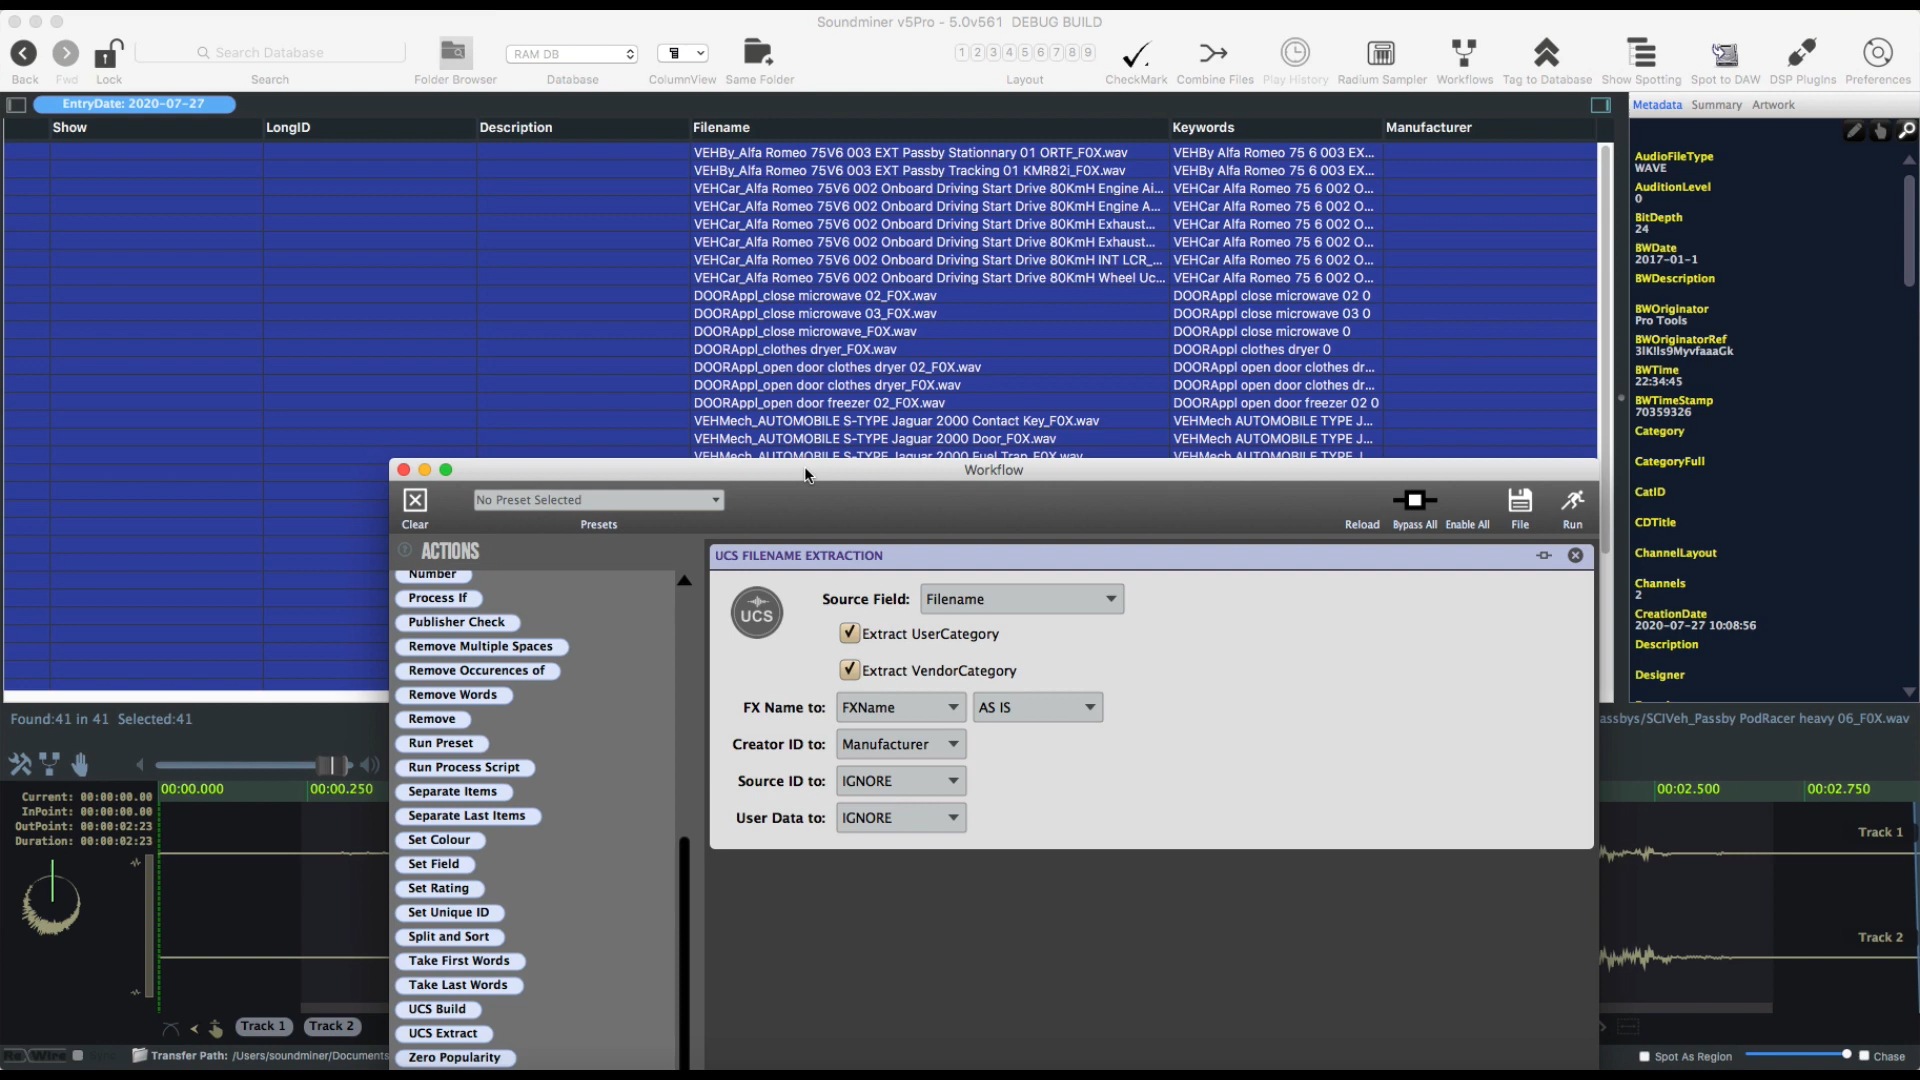 Soundminer v5Pro - 5.0v561 DEBUG BUILD
Back
Fwd
Lock
Search Database
Search
Folder Browser
RAM DB
Database
ColumnView
Same Folder
1 2 3 4 5 6 7 8 9
Layout
CheckMark
Combine Files
Play History
Radium Sampler
Workflows
Tag to Database
Show Spotting
Spot to DAW
DSP PlugIns
Preferences
EntryDate: 2020-07-27
Metadata Summary Artwork
Show LongID Description Filename Keywords Manufacturer
VEHBy_Alfa Romeo 75V6 003 EXT Passby Stationnary 01 ORTF_F0X.wav VEHBy Alfa Romeo 75 6 003 EX...
VEHBy_Alfa Romeo 75V6 003 EXT Passby Tracking 01 KMR82i_F0X.wav VEHBy Alfa Romeo 75 6 003 EX...
VEHCar_Alfa Romeo 75V6 002 Onboard Driving Start Drive 80KmH Engine Ai... VEHCar Alfa Romeo 75 6 002 O...
VEHCar_Alfa Romeo 75V6 002 Onboard Driving Start Drive 80KmH Engine A... VEHCar Alfa Romeo 75 6 002 O...
VEHCar_Alfa Romeo 75V6 002 Onboard Driving Start Drive 80KmH Exhaust... VEHCar Alfa Romeo 75 6 002 O...
VEHCar_Alfa Romeo 75V6 002 Onboard Driving Start Drive 80KmH Exhaust... VEHCar Alfa Romeo 75 6 002 O...
VEHCar_Alfa Romeo 75V6 002 Onboard Driving Start Drive 80KmH INT LCR_... VEHCar Alfa Romeo 75 6 002 O...
VEHCar_Alfa Romeo 75V6 002 Onboard Driving Start Drive 80KmH Wheel Uc... VEHCar Alfa Romeo 75 6 002 O...
DOORAppl_close microwave 02_F0X.wav DOORAppl close microwave 02 0
DOORAppl_close microwave 03_F0X.wav DOORAppl close microwave 03 0
DOORAppl_close microwave_F0X.wav DOORAppl close microwave 0
DOORAppl_clothes dryer_F0X.wav DOORAppl clothes dryer 0
DOORAppl_open door clothes dryer 02_F0X.wav DOORAppl open door clothes dr...
DOORAppl_open door clothes dryer_F0X.wav DOORAppl open door clothes dr...
DOORAppl_open door freezer 02_F0X.wav DOORAppl open door freezer 02 0
VEHMech_AUTOMOBILE S-TYPE Jaguar 2000 Contact Key_F0X.wav VEHMech AUTOMOBILE TYPE J...
VEHMech_AUTOMOBILE S-TYPE Jaguar 2000 Door_F0X.wav VEHMech AUTOMOBILE TYPE J...
VEHMech_AUTOMOBILE S-TYPE Jaguar 2000 Fuel Trap_F0X.wav VEHMech AUTOMOBILE TYPE J...
AudioFileType
WAVE
AuditionLevel
0
BitDepth
24
BWDate
2017-01-1
BWDescription
BWOriginator
Pro Tools
BWOriginatorRef
BWTime
22:34:45
BWTimeStamp
70359326
Category
CategoryFull
CatID
CDTitle
ChannelLayout
Channels
2
CreationDate
2020-07-27 10:08:56
Description
Designer
Workflow
Clear
No Preset Selected
Presets
Reload
Bypass All
Enable All
File
Run
? ACTIONS
Number
Process If
Publisher Check
Remove Multiple Spaces
Remove Occurences of
Remove Words
Remove
Run Preset
Run Process Script
Separate Items
Separate Last Items
Set Colour
Set Field
Set Rating
Set Unique ID
Split and Sort
Take First Words
Take Last Words
UCS Build
UCS Extract
Zero Popularity
UCS FILENAME EXTRACTION
UCS
Source Field: Filename
Extract UserCategory
Extract VendorCategory
FX Name to: FXName AS IS
Creator ID to: Manufacturer
Source ID to: IGNORE
User Data to: IGNORE
Found:41 in 41 Selected:41
assbys/SCIVeh_Passby PodRacer heavy 06_F0X.wav
00:00.000 00:00.250 00:02.500 00:02.750
Current: 00:00:00.00
InPoint: 00:00:00.00
OutPoint: 00:00:02:23
Duration: 00:00:02:23
Track 1
Track 2
Track 1 Track 2
ReWire
Transfer Path: /Users/soundminer/Documents
Spot As Region
Chase